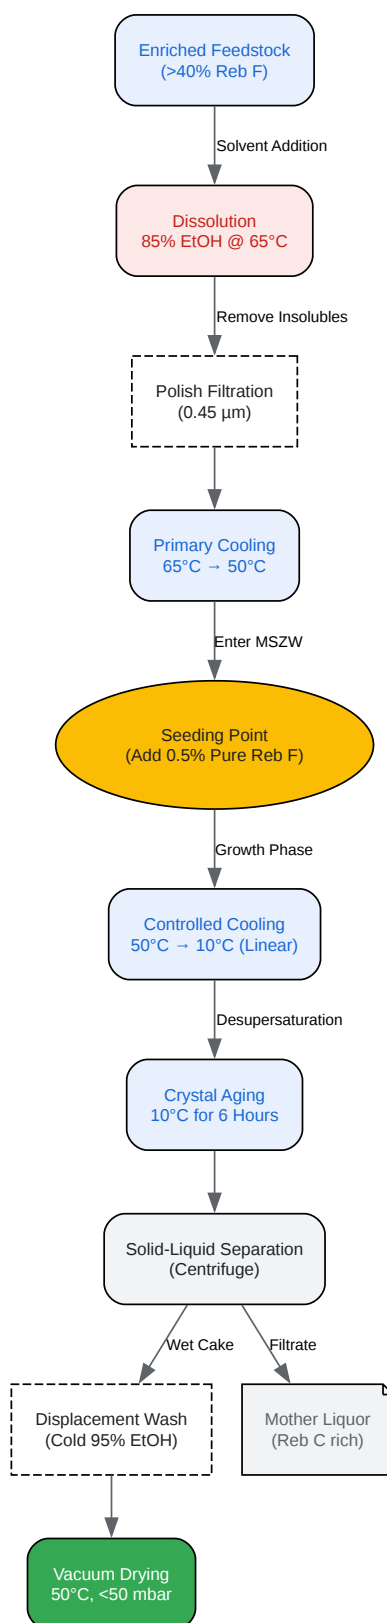 Enriched Feedstock
(>40% Reb F)
Solvent Addition
Dissolution
85% EtOH @ 65°C
Remove Insolubles
Polish Filtration
(0.45 µm)
Primary Cooling
65°C → 50°C
Enter MSZW
Seeding Point
(Add 0.5% Pure Reb F)
Growth Phase
Controlled Cooling
50°C → 10°C (Linear)
Desupersaturation
Crystal Aging
10°C for 6 Hours
Solid-Liquid Separation
(Centrifuge)
Wet Cake
Filtrate
Displacement Wash
(Cold 95% EtOH)
Mother Liquor
(Reb C rich)
Vacuum Drying
50°C, <50 mbar